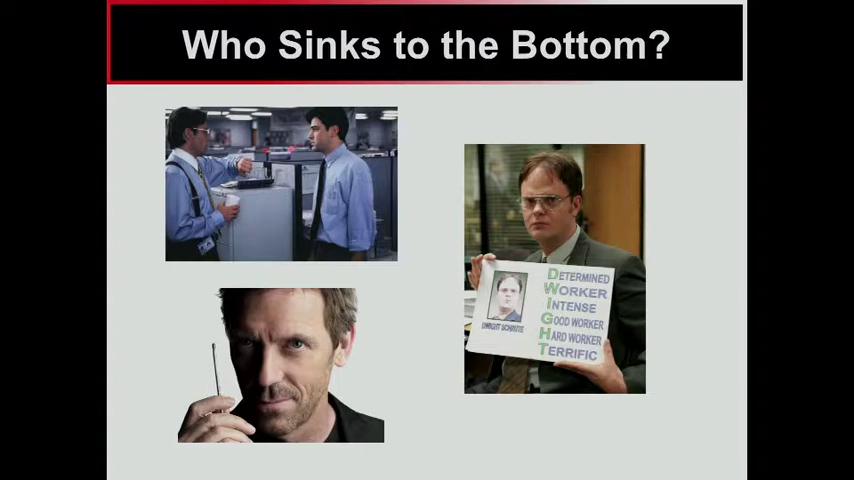 Who Sinks to the Bottom?
DETERMINED
WORKER
INTENSE
GOOD WORKER
HARD WORKER
TERRIFIC
DWIGHT SCHRUTE